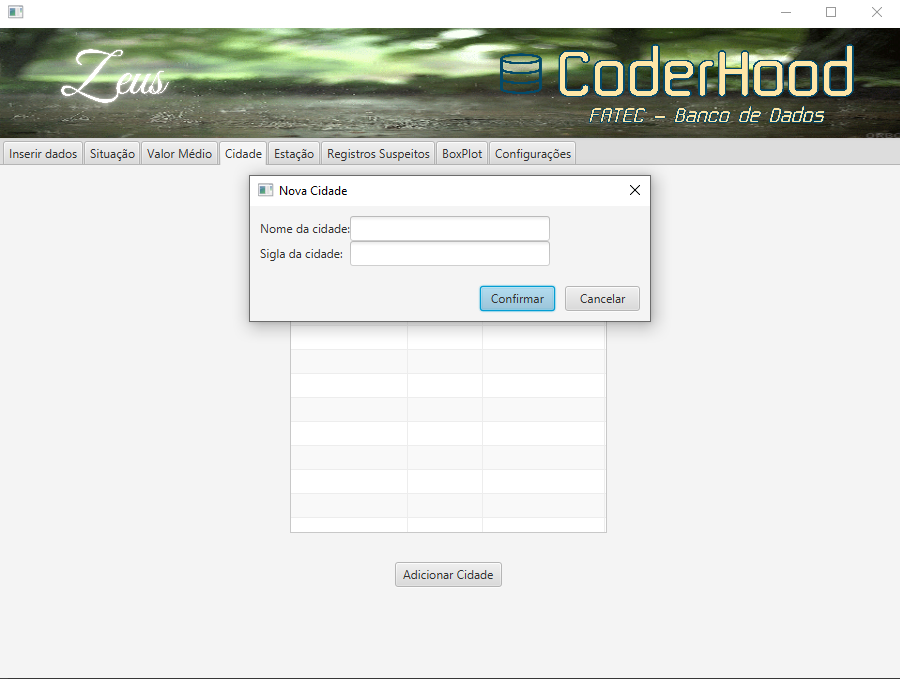 Zeus
CoderHood
FATEC - Banco de Dados
Inserir dados Situação Valor Médio Cidade Estação Registros Suspeitos BoxPlot Configurações
Nova Cidade
Nome da cidade:
Sigla da cidade:
Confirmar Cancelar
Adicionar Cidade